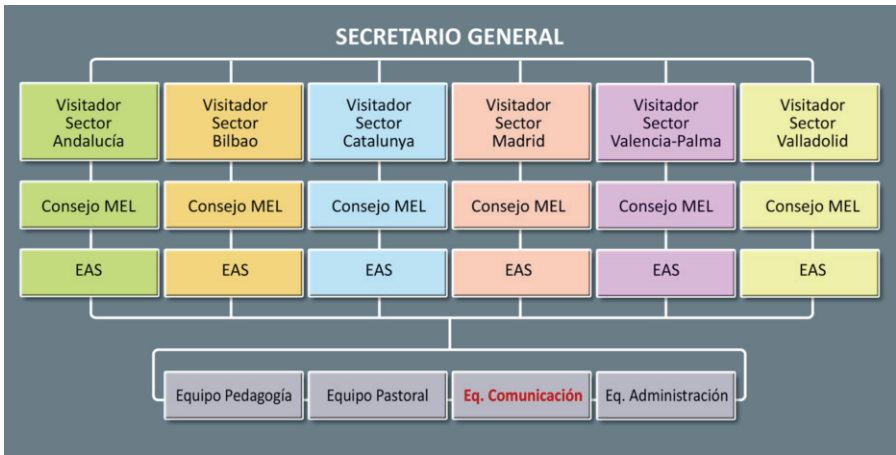 SECRETARIO GENERAL
Visitador
Sector
Andalucía
Visitador
Sector
Bilbao
Visitador
Sector
Catalunya
Visitador
Sector
Madrid
Visitador
Sector
Valencia-Palma
Visitador
Sector
Valladolid
Consejo MEL
Consejo MEL
Consejo MEL
Consejo MEL
Consejo MEL
Consejo MEL
EAS
EAS
EAS
EAS
EAS
EAS
Equipo Pedagogía
Equipo Pastoral
Eq. Comunicación
Eq. Administración